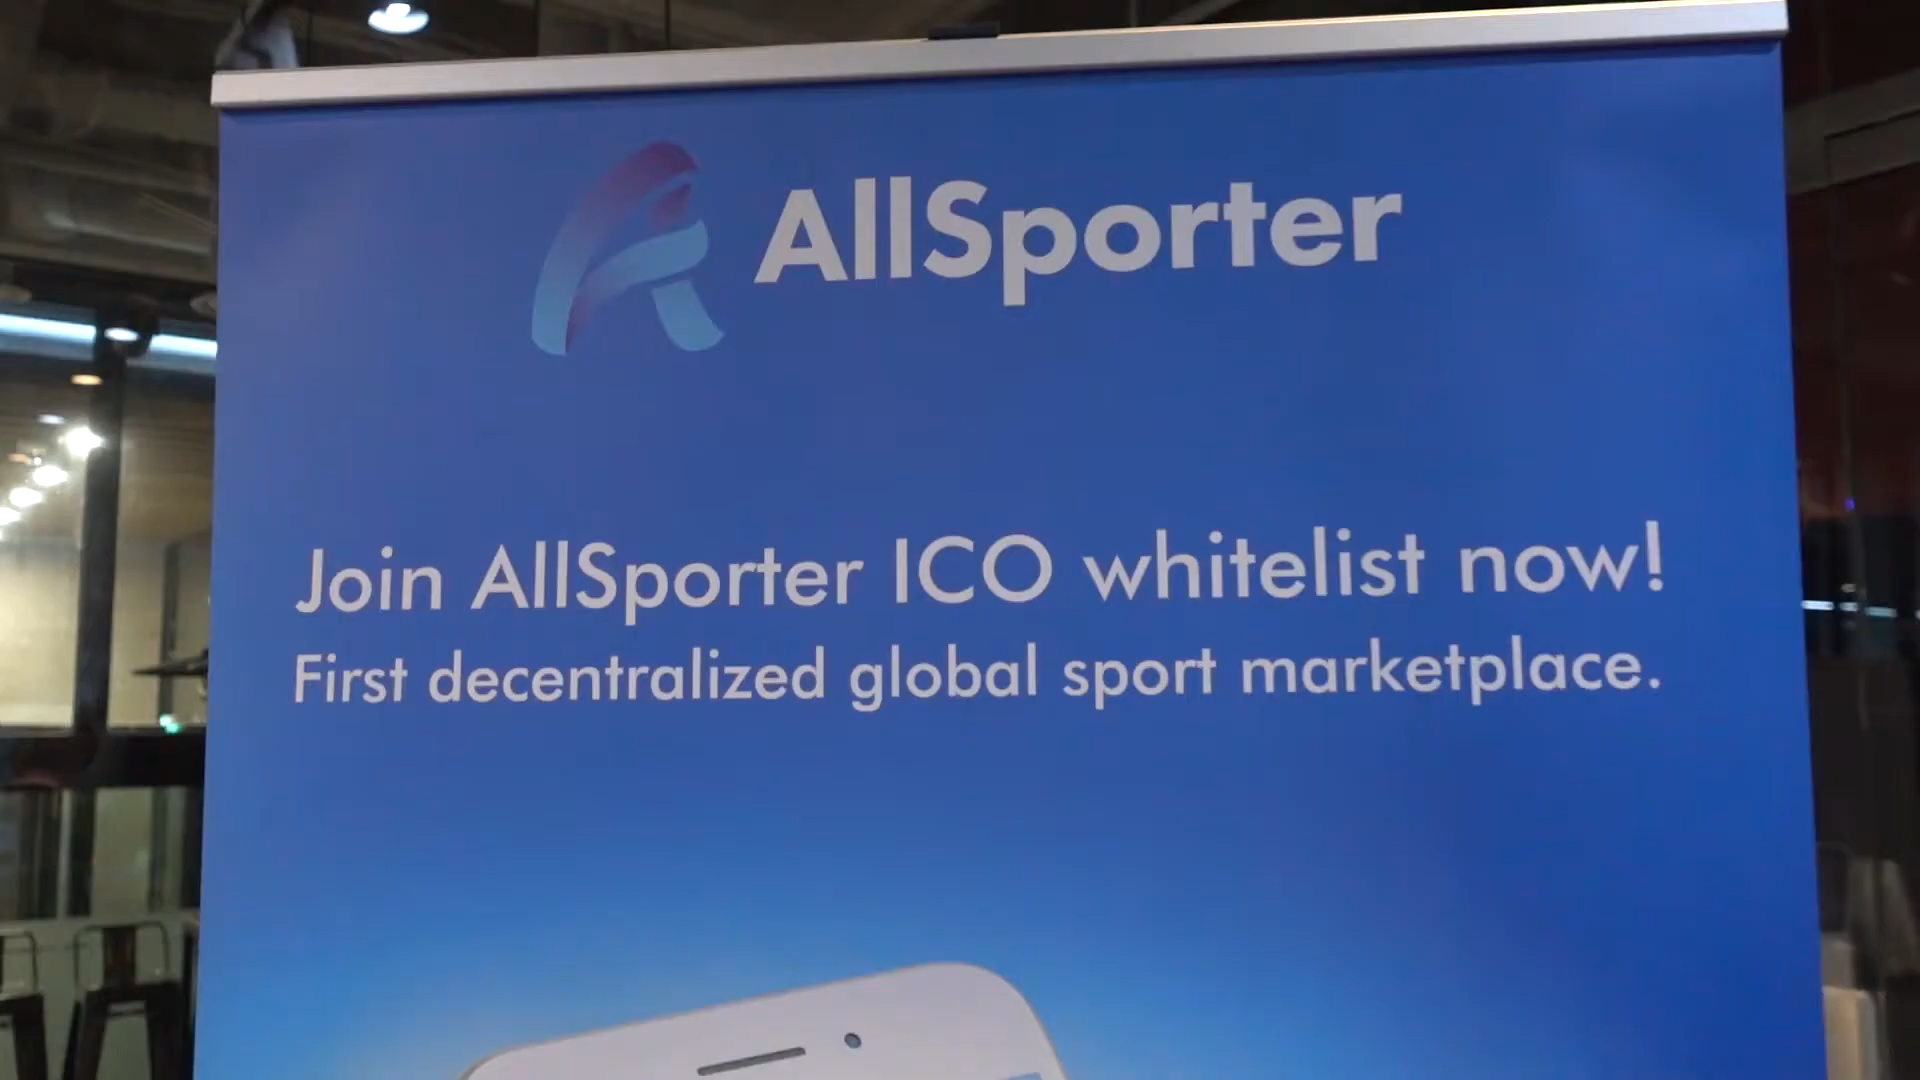 AllSporter
Join AllSporter ICO whitelist now!
First decentralized global sport marketplace.